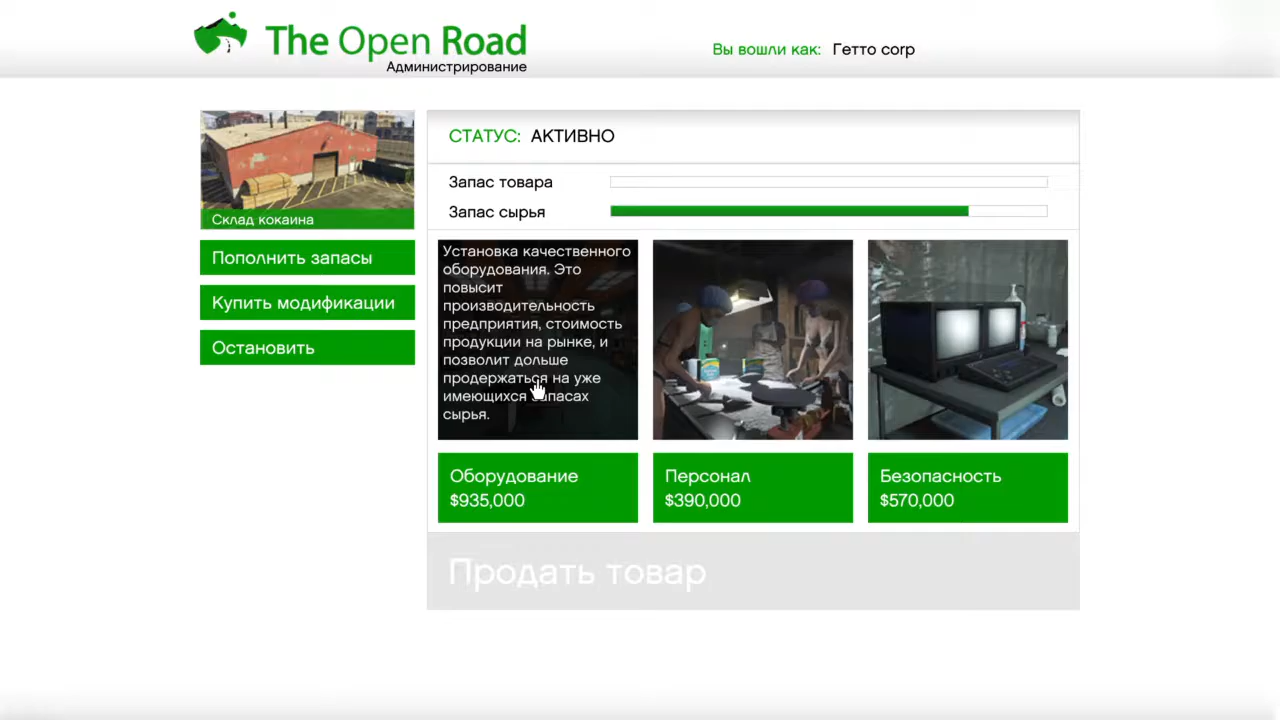 The Open Road
Администрирование
Вы вошли как: Гетто corp
Склад кокаина
Пополнить запасы
Купить модификации
Остановить
СТАТУС: АКТИВНО
Запас товара
Запас сырья
Установка качественного
оборудования. Это
повысит
производительность
предприятия, стоимость
продукции на рынке, и
позволит дольше
продержаться на уже
имеющихся запасах
сырья.
Оборудование
$935,000
Персонал
$390,000
Безопасность
$570,000
Продать товар